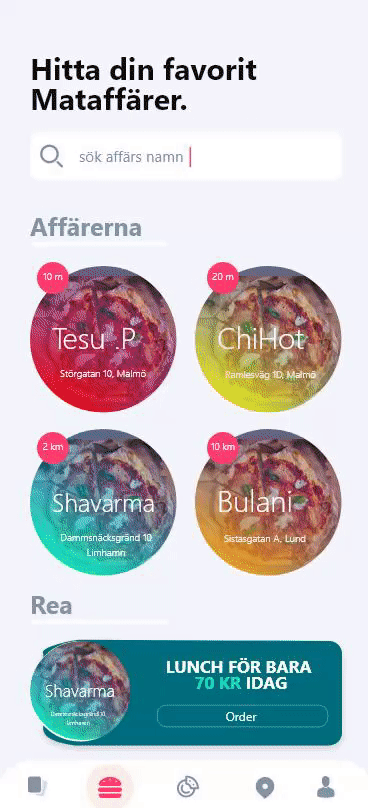 Hitta din favorit
Mataffärer.
sök affärs namn
Affärerna
10 m
Tesu .P
Störgatan 10, Malmö
20 m
ChiHot
Ramlesväg 1D, Malmö
2 km
Shavarma
Dammsnäcksgränd 10
Limhamn
10 km
Bulani
Sistasgatan A, Lund
Rea
Shavarma
Dammsnäcksgränd 10
Limhamn
LUNCH FÖR BARA
70 KR IDAG
Order